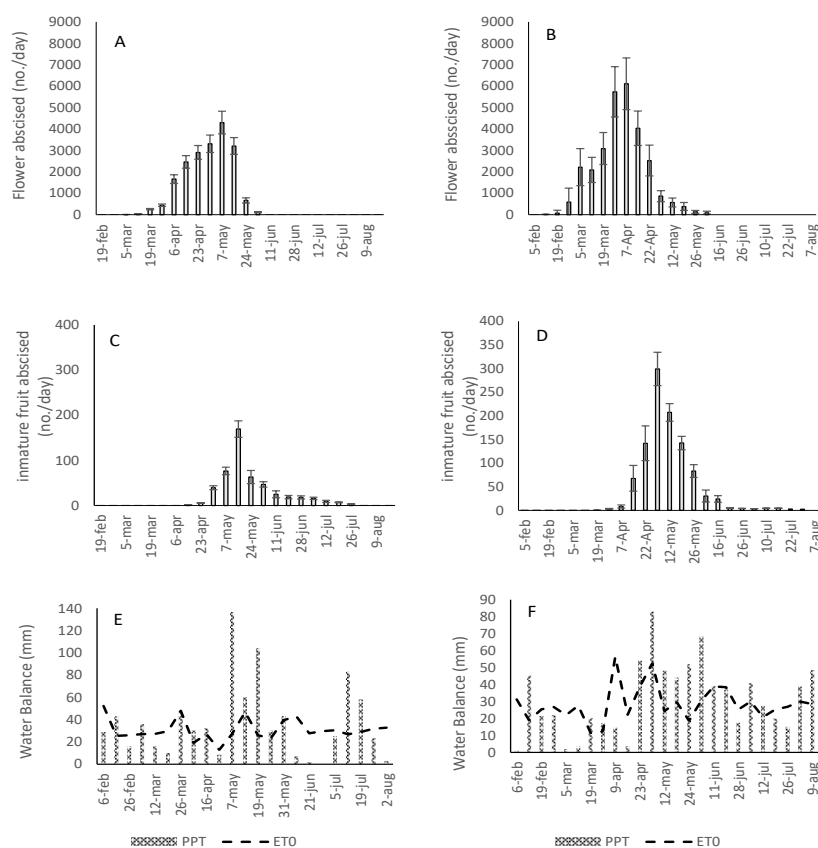 A
Flower abscised (no./day)
9000
8000
7000
6000
5000
4000
3000
2000
1000
0
19-feb 5-mar 19-mar 6-apr 23-apr 7-may 24-may 11-jun 28-jun 12-jul 26-jul 9-aug
B
Flower absscised (no./day)
9000
8000
7000
6000
5000
4000
3000
2000
1000
0
5-feb 19-feb 5-mar 19-mar 7-Apr 22-Apr 12-may 26-may 16-jun 26-jun 10-jul 22-jul 7-aug
C
inmature fruit abscised
(no./day)
400
300
200
100
0
19-feb 5-mar 19-mar 6-apr 23-apr 7-may 24-may 11-jun 28-jun 12-jul 26-jul 9-aug
D
inmature fruit abscised
(no./day)
400
350
300
250
200
150
100
50
0
5-feb 19-feb 5-mar 19-mar 7-Apr 22-Apr 12-may 26-may 16-jun 26-jun 10-jul 22-jul 7-aug
E
Water Balance (mm)
140
120
100
80
60
40
20
0
6-feb 26-feb 12-mar 26-mar 16-apr 7-may 19-may 31-may 21-jun 5-jul 19-jul 2-aug
PPT ET0
F
Water Balance (mm)
90
80
70
60
50
40
30
20
10
0
6-feb 19-feb 5-mar 19-mar 9-apr 23-apr 12-may 24-may 11-jun 28-jun 12-jul 26-jul 9-aug
PPT ET0